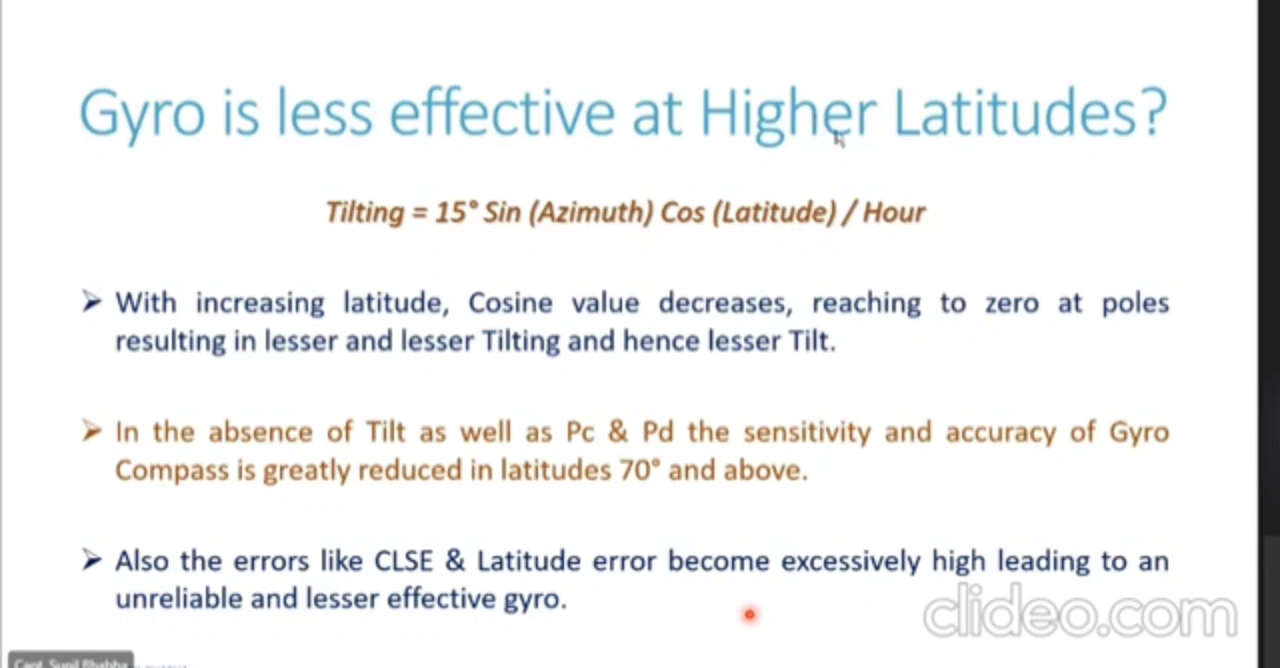 Gyro is less effective at Higher Latitudes?
Tilting = 15° Sin (Azimuth) Cos (Latitude) / Hour
➤ With increasing latitude, Cosine value decreases, reaching to zero at poles
resulting in lesser and lesser Tilting and hence lesser Tilt.
➤ In the absence of Tilt as well as Pc & Pd the sensitivity and accuracy of Gyro
Compass is greatly reduced in latitudes 70° and above.
➤ Also the errors like CLSE & Latitude error become excessively high leading to an
unreliable and lesser effective gyro.
clideo.com
Capt. Sunil Bhabha